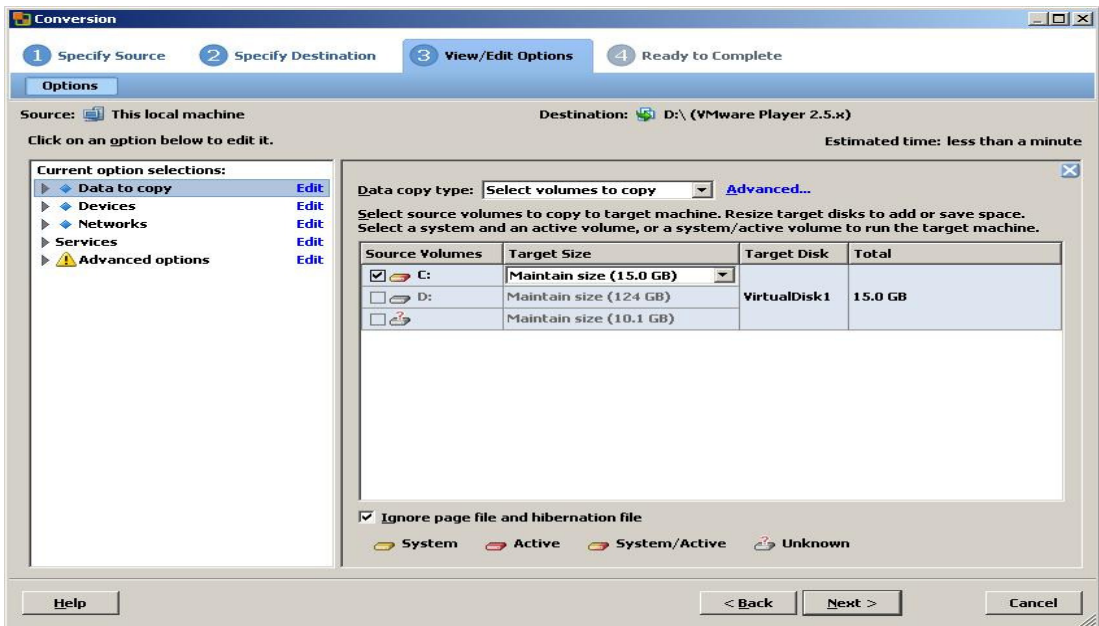 Conversion
1 Specify Source 2 Specify Destination 3 View/Edit Options 4 Ready to Complete
Options
Source: This local machine Destination: D:\ (VMware Player 2.5.x)
Click on an option below to edit it. Estimated time: less than a minute
Current option selections:
Data to copy Edit
Devices Edit
Networks Edit
Services Edit
Advanced options Edit
Data copy type: Select volumes to copy Advanced...
Select source volumes to copy to target machine. Resize target disks to add or save space.
Select a system and an active volume, or a system/active volume to run the target machine.
Source Volumes Target Size Target Disk Total
C: Maintain size (15.0 GB)
D: Maintain size (124 GB) VirtualDisk1 15.0 GB
Maintain size (10.1 GB)
Ignore page file and hibernation file
System Active System/Active Unknown
Help < Back Next > Cancel